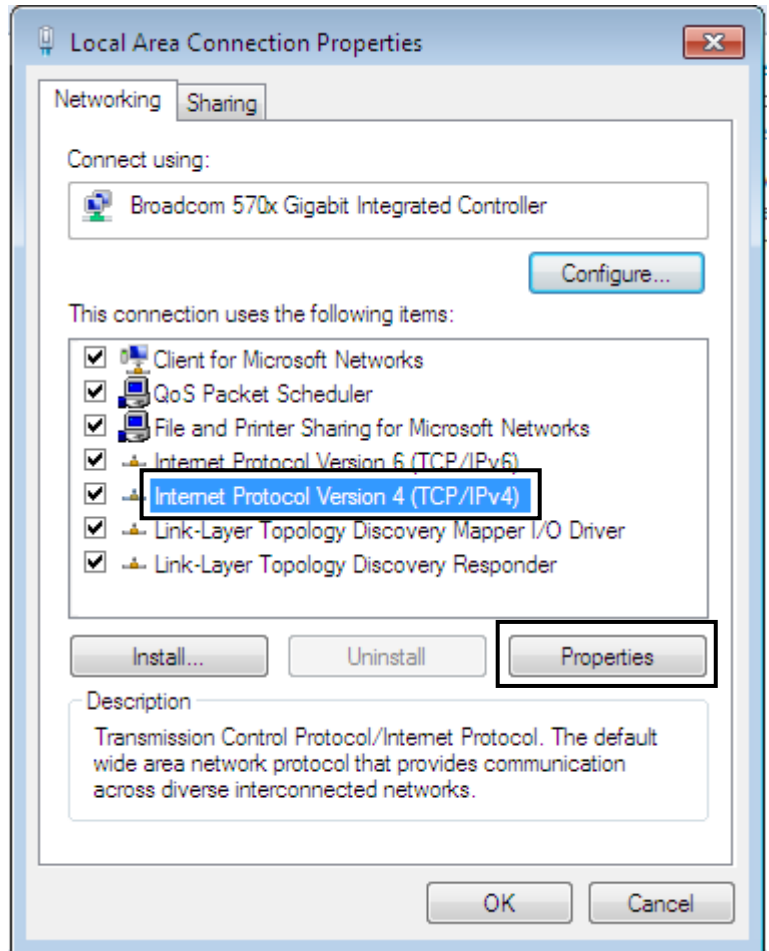 Local Area Connection Properties
Networking
Sharing
Connect using:
Broadcom 570x Gigabit Integrated Controller
Configure...
This connection uses the following items:
Client for Microsoft Networks
QoS Packet Scheduler
File and Printer Sharing for Microsoft Networks
Internet Protocol Version 6 (TCP/IPv6)
Internet Protocol Version 4 (TCP/IPv4)
Link-Layer Topology Discovery Mapper I/O Driver
Link-Layer Topology Discovery Responder
Install...
Uninstall
Properties
Description
Transmission Control Protocol/Internet Protocol. The default
wide area network protocol that provides communication
across diverse interconnected networks.
OK
Cancel